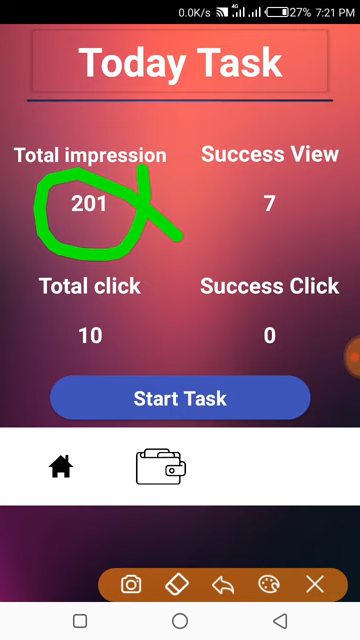 0.0K/s 4G 27% 7:21 PM
Today Task
Total impression Success View
201 7
Total click Success Click
10 0
Start Task